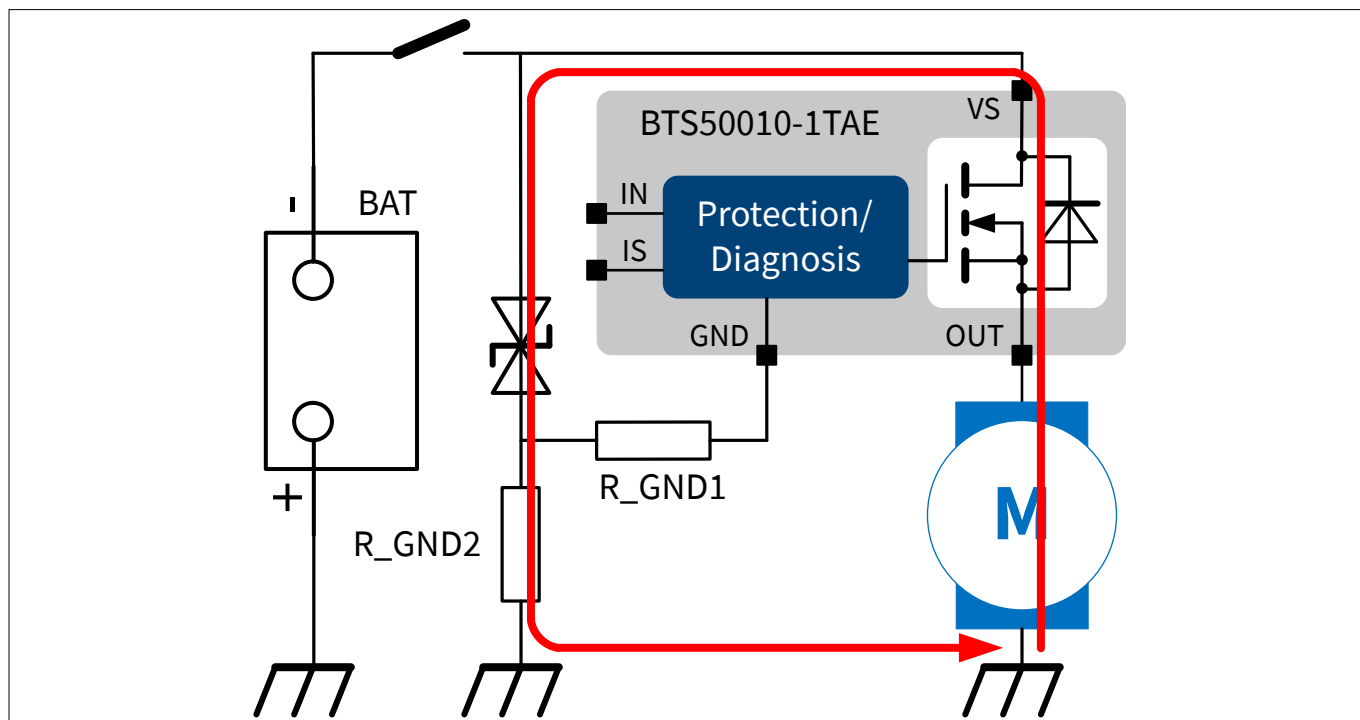 VS
BTS50010-1TAE
-
BAT
IN
Protection/
Diagnosis
IS
GND
OUT
R_GND1
+
R_GND2
M